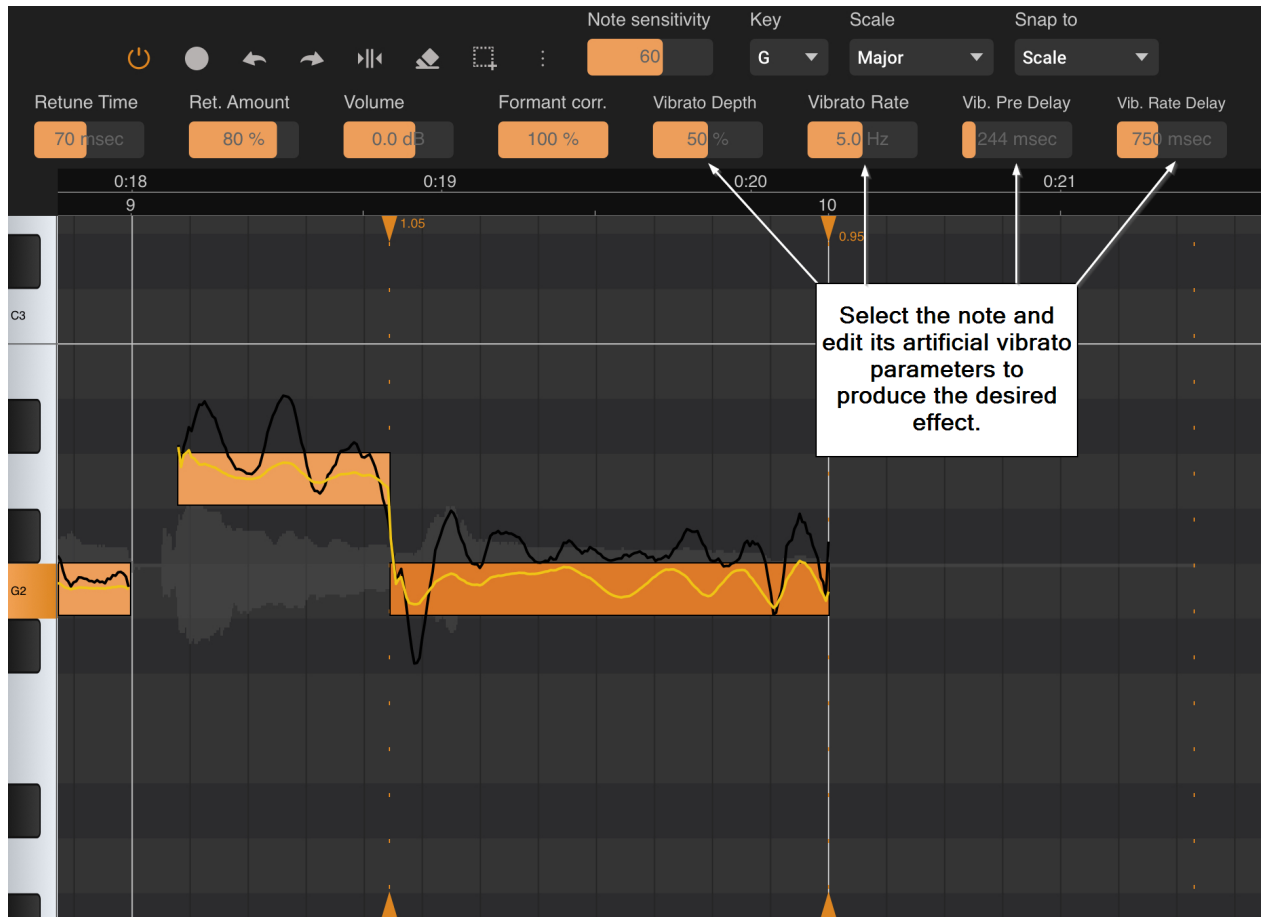 Note sensitivity Key Scale Snap to
60 G Major Scale
Retune Time Ret. Amount Volume Formant corr. Vibrato Depth Vibrato Rate Vib. Pre Delay Vib. Rate Delay
70 msec 80 % 0.0 dB 100 % 50 % 5.0 Hz 244 msec 750 msec
0:18 0:19 0:20 0:21
9 10
1.05 0.95
C3
Select the note and
edit its artificial vibrato
parameters to
produce the desired
effect.
G2